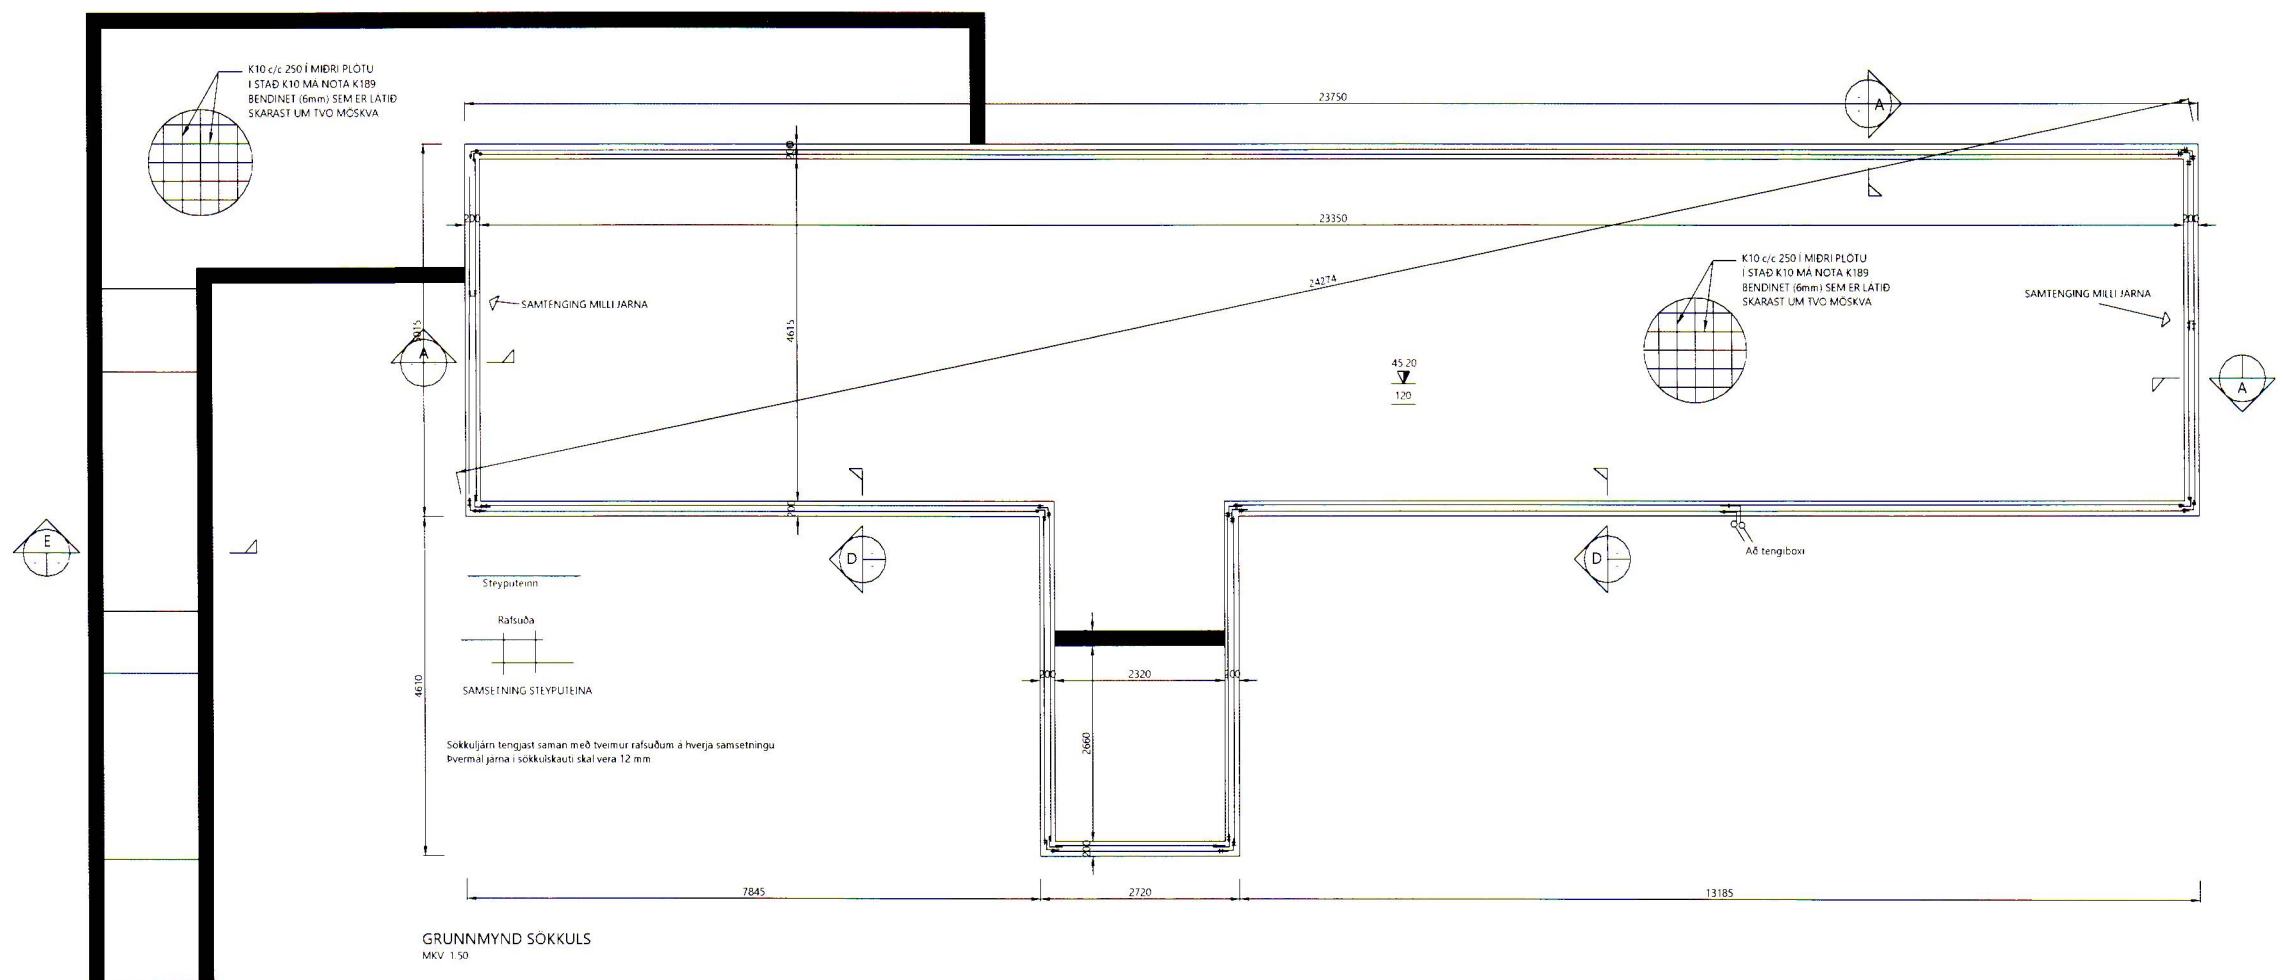 K10 c/c 250 Í MIÐRI PLÖTU
Í STAÐ K10 MÁ NOTA K189
BENDINET (6mm) SEM ER LÁTIÐ
SKARAST UM TVO MÖSKVA
23750
A
200
200
23350
200
24274
K10 c/c 250 Í MIÐRI PLÖTU
Í STAÐ K10 MÁ NOTA K189
BENDINET (6mm) SEM ER LÁTIÐ
SKARAST UM TVO MÖSKVA
SAMTENGING MILLI JARNA
SAMTENGING MILLI JARNA
5015
4615
A
45.20
120
A
200
E
D
D
Að tengiboxi
Steyputeinn
Rafsuða
SAMSETNING STEYPUTEINA
4610
200
2320
200
2660
Sökkuljárn tengjast saman með tveimur rafsuðum á hverja samsetningu
Þvermál járna í sökkulskauti skal vera 12 mm
200
7845
2720
13185
GRUNNMYND SÖKKULS
MKV 1:50